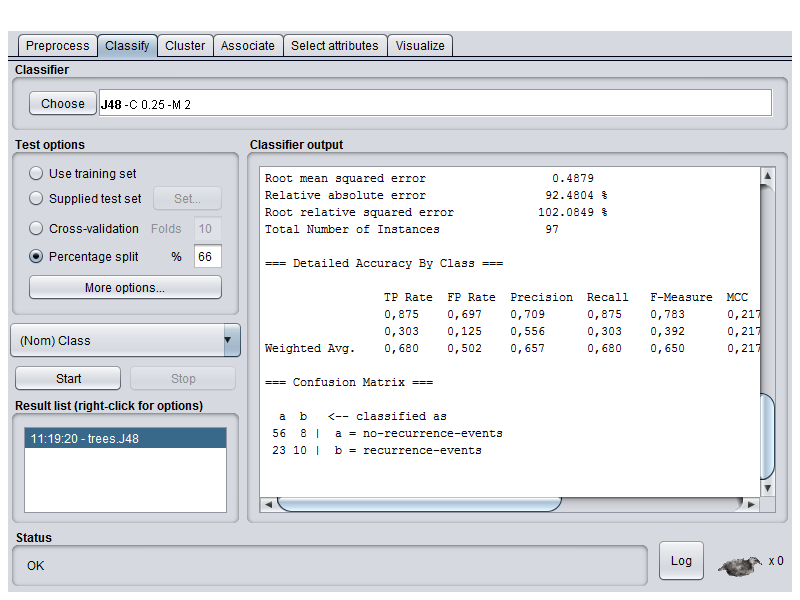 Preprocess Classify Cluster Associate Select attributes Visualize
Classifier
Choose J48 -C 0.25 -M 2
Test options
Use training set
Supplied test set Set...
Cross-validation Folds 10
Percentage split % 66
More options...
(Nom) Class
Start Stop
Result list (right-click for options)
11:19:20 - trees.J48
Classifier output
Root mean squared error 0.4879
Relative absolute error 92.4804 %
Root relative squared error 102.0849 %
Total Number of Instances 97
=== Detailed Accuracy By Class ===
TP Rate FP Rate Precision Recall F-Measure MCC
0,875 0,697 0,709 0,875 0,783 0,217
0,303 0,125 0,556 0,303 0,392 0,217
Weighted Avg. 0,680 0,502 0,657 0,680 0,650 0,217
=== Confusion Matrix ===
a b <-- classified as
56 8 | a = no-recurrence-events
23 10 | b = recurrence-events
Status
OK
Log x 0